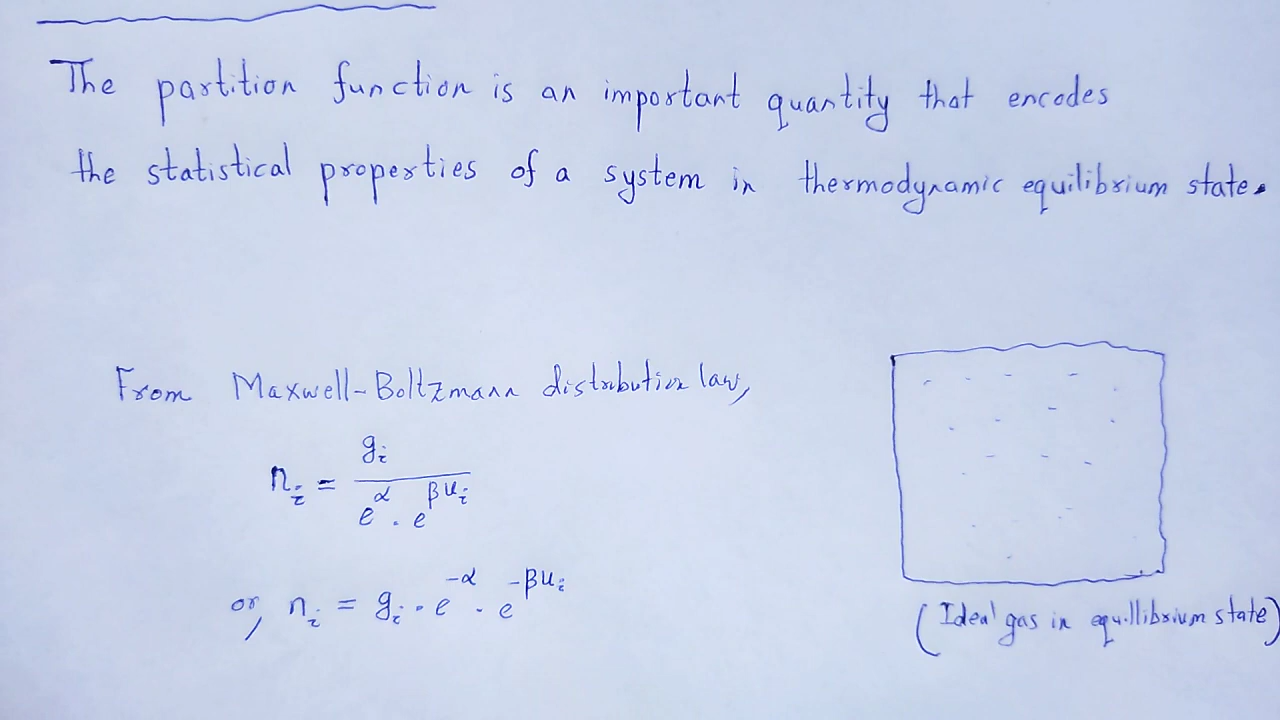 The partition function is an important quantity that encodes
the statistical properties of a system in thermodynamic equilibrium state.
From Maxwell-Boltzmann distribution law,
nᵢ = gᵢ / (e^α . e^(βuᵢ))
or, nᵢ = gᵢ . e^(-α) . e^(-βuᵢ)
(Ideal gas in equillibrium state)